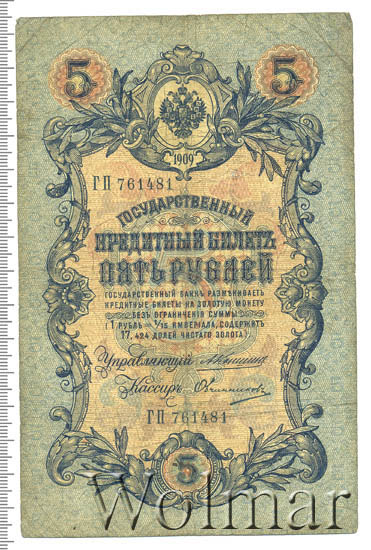 5 5
1909
ГП 761481
ГОСУДАРСТВЕННЫЙ
КРЕДИТНЫЙ БИЛЕТЪ
ПЯТЬ РУБЛЕЙ
ГОСУДАРСТВЕННЫЙ БАНКЪ РАЗМѢНИВАЕТЪ
КРЕДИТНЫЕ БИЛЕТЫ НА ЗОЛОТУЮ МОНЕТУ
БЕЗЪ ОГРАНИЧЕНІЯ СУММЫ
(1 РУБЛЬ = 1/15 ИМПЕРІАЛА, СОДЕРЖИТЪ
17,424 ДОЛЕЙ ЧИСТАГО ЗОЛОТА)
Управляющій
Кассиръ Овчинниковъ
ГП 761481
5
Wolmar